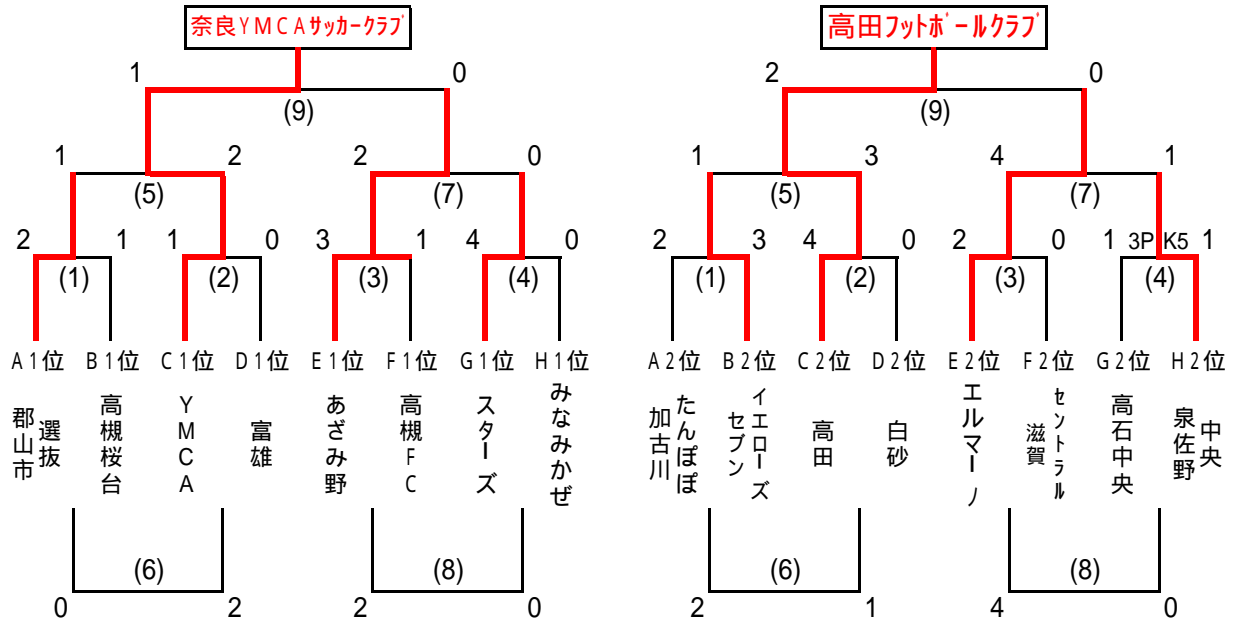 奈良YMCAサッカークラブ
高田フットボールクラブ
1 0 2 0
(9) (9)
1 2 2 0 1 3 4 1
(5) (7) (5) (7)
2 1 1 0 3 1 4 0 2 3 4 0 2 0 1 3PK5 1
(1) (2) (3) (4) (1) (2) (3) (4)
A1位 B1位 C1位 D1位 E1位 F1位 G1位 H1位 A2位 B2位 C2位 D2位 E2位 F2位 G2位 H2位
郡山市選抜
高槻桜台
YMCA
富雄
あざみ野
高槻FC
スターズ
みなみかぜ
加古川たんぽぽ
イエローズセブン
高田
白砂
エルマーノ
滋賀セントラル
高石中央
泉佐野中央
(6) (8) (6) (8)
0 2 2 0 2 1 4 0